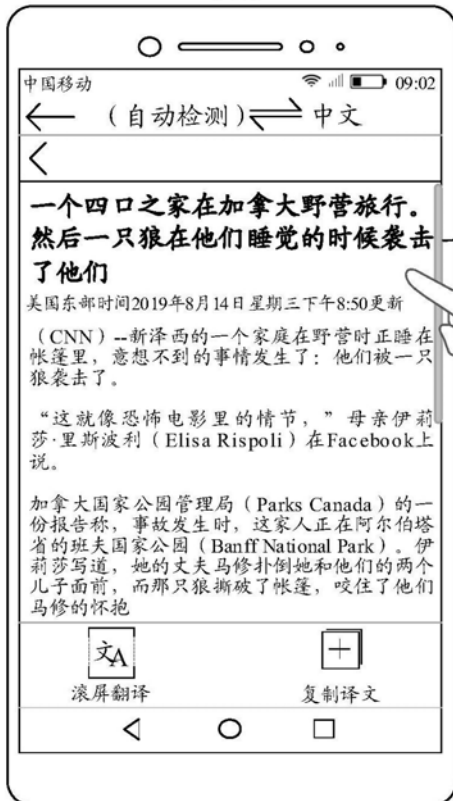 中国移动 09:02
(自动检测) 中文
一个四口之家在加拿大野营旅行。
然后一只狼在他们睡觉的时候袭击
了他们
美国东部时间2019年8月14日星期三下午8:50更新
(CNN) --新泽西的一个家庭在野营时正睡在
帐篷里，意想不到的事情发生了：他们被一只
狼袭击了。
“这就像恐怖电影里的情节，”母亲伊莉
莎·里斯波利（Elisa Rispoli）在Facebook上
说。
加拿大国家公园管理局（Parks Canada）的一
份报告称，事故发生时，这家人正在阿尔伯塔
省的班夫国家公园（Banff National Park）。伊
莉莎写道，她的丈夫马修扑倒她和他们的两个
儿子面前，而那只狼撕破了帐篷，咬住了他们
马修的怀抱
文A
滚屏翻译 复制译文